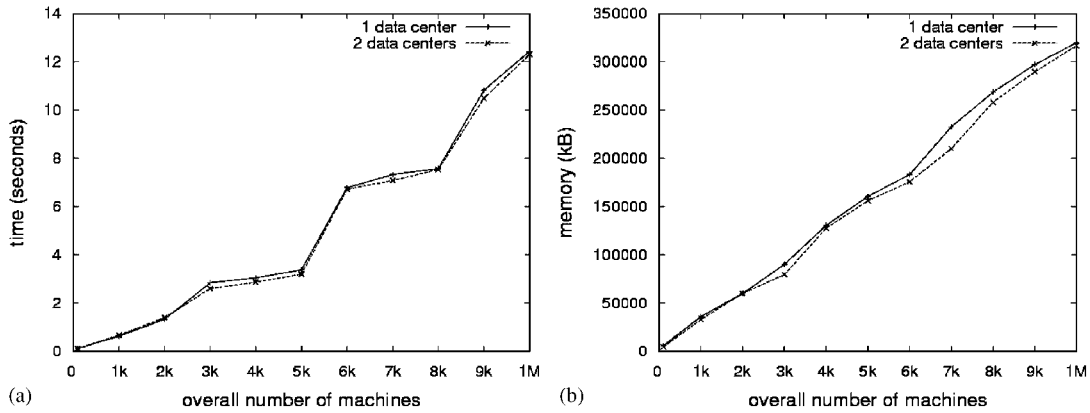 14
12
10
8
6
4
2
0
time (seconds)
1 data center
2 data centers
0 1k 2k 3k 4k 5k 6k 7k 8k 9k 1M
(a) overall number of machines
350000
300000
250000
200000
150000
100000
50000
0
memory (kB)
1 data center
2 data centers
0 1k 2k 3k 4k 5k 6k 7k 8k 9k 1M
(b) overall number of machines